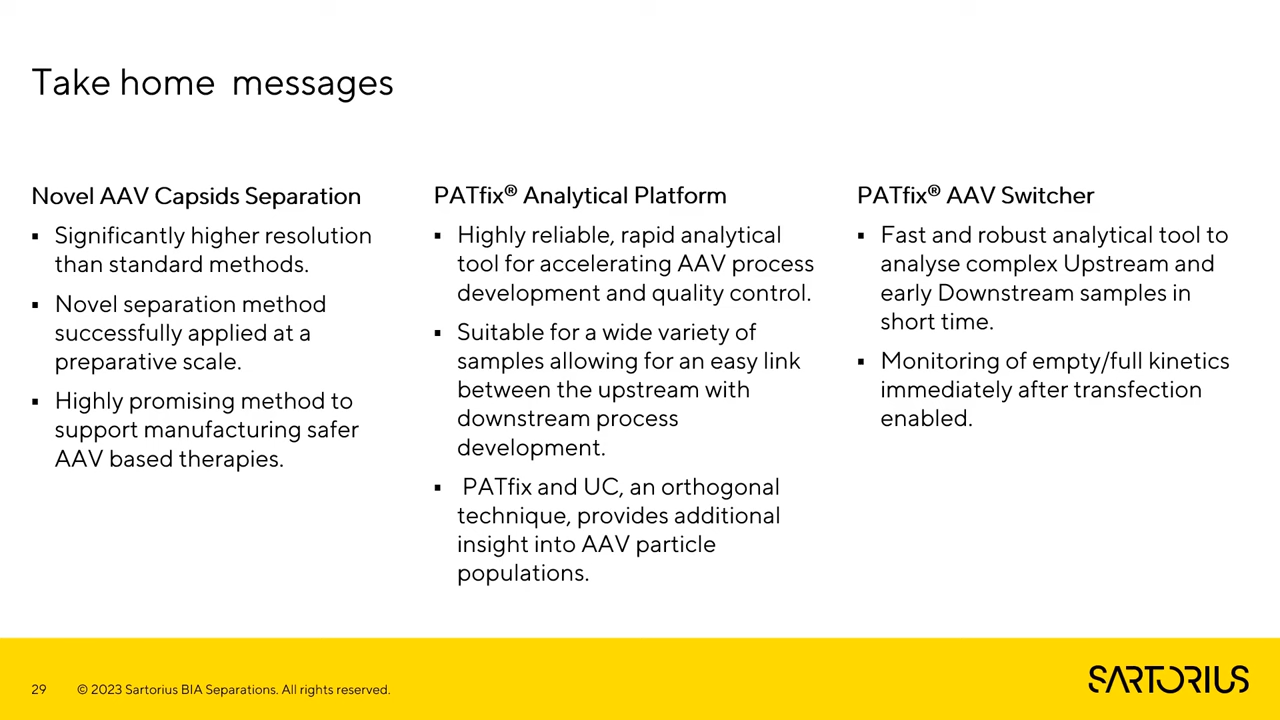 Take home messages
Novel AAV Capsids Separation
▪ Significantly higher resolution
than standard methods.
▪ Novel separation method
successfully applied at a
preparative scale.
▪ Highly promising method to
support manufacturing safer
AAV based therapies.
PATfix® Analytical Platform
▪ Highly reliable, rapid analytical
tool for accelerating AAV process
development and quality control.
▪ Suitable for a wide variety of
samples allowing for an easy link
between the upstream with
downstream process
development.
▪ PATfix and UC, an orthogonal
technique, provides additional
insight into AAV particle
populations.
PATfix® AAV Switcher
▪ Fast and robust analytical tool to
analyse complex Upstream and
early Downstream samples in
short time.
▪ Monitoring of empty/full kinetics
immediately after transfection
enabled.
29 © 2023 Sartorius BIA Separations. All rights reserved.
SARTORIUS